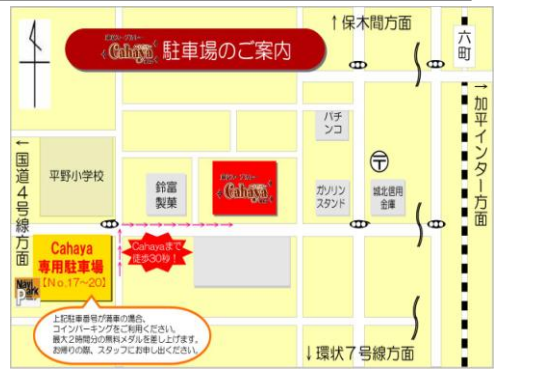 ↑保木間方面
六町
Cahaya 駐車場のご案内
→加平インター方面
パチ
ンコ
〒
←国道4号線方面
平野小学校
鈴富
製菓
Cahaya
ガソリン
スタンド
城北信用
金庫
Cahaya
専用駐車場
【No.17～20】
Cahayaまで
徒歩30秒！
Navi
Park
上記駐車番号が満車の場合、
コインパーキングをご利用ください。
最大2時間分の無料メダルを差し上げます。
お帰りの際、スタッフにお申し出ください。
↓環状7号線方面